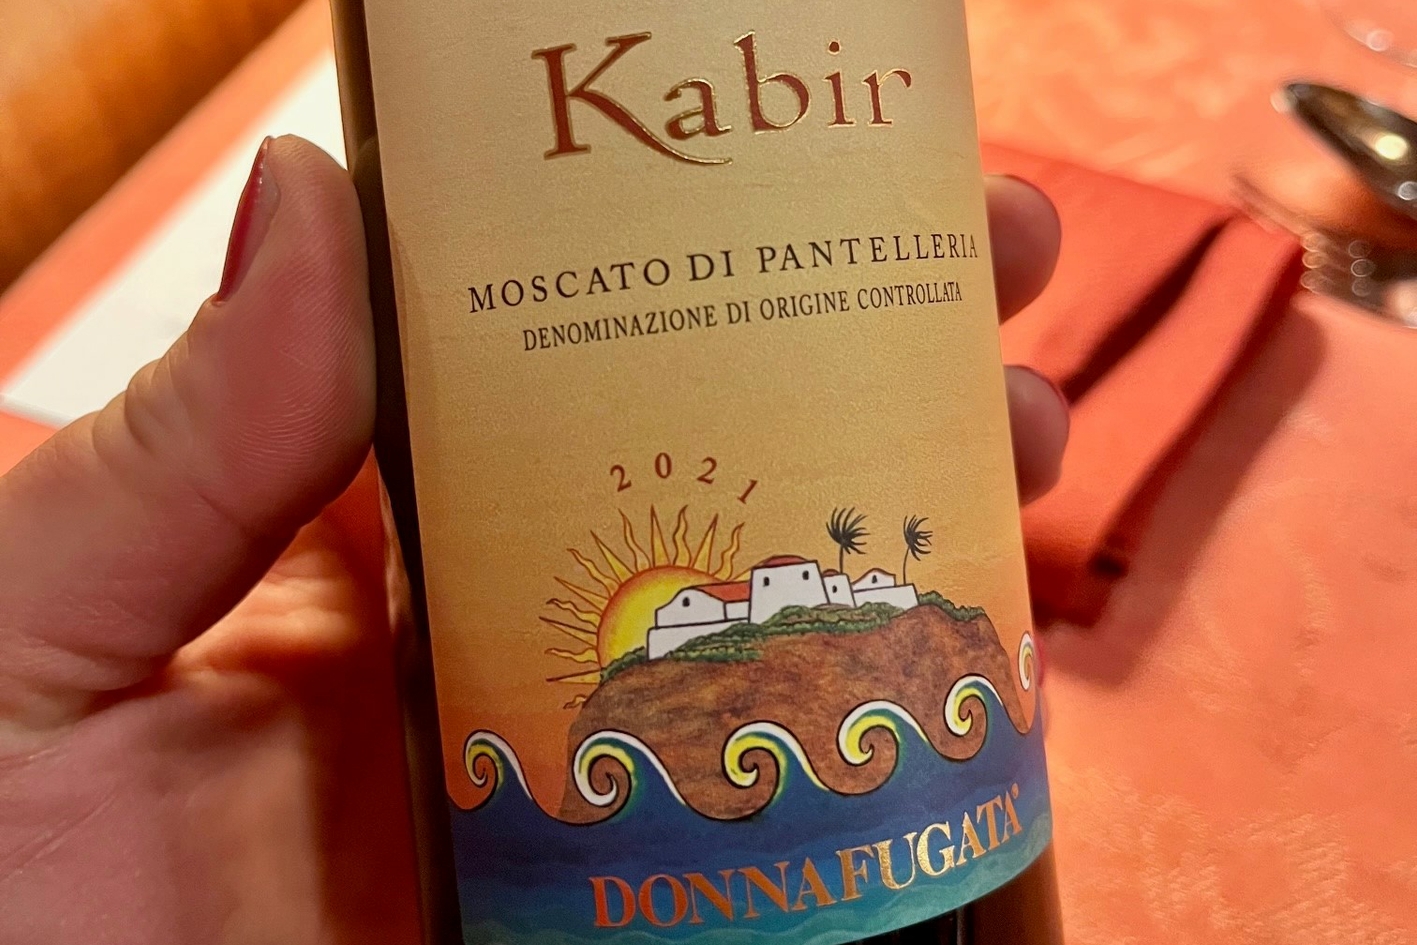 Kabir
MOSCATO DI PANTELLERIA
DENOMINAZIONE DI ORIGINE CONTROLLATA
2021
DONNAFUGATA®